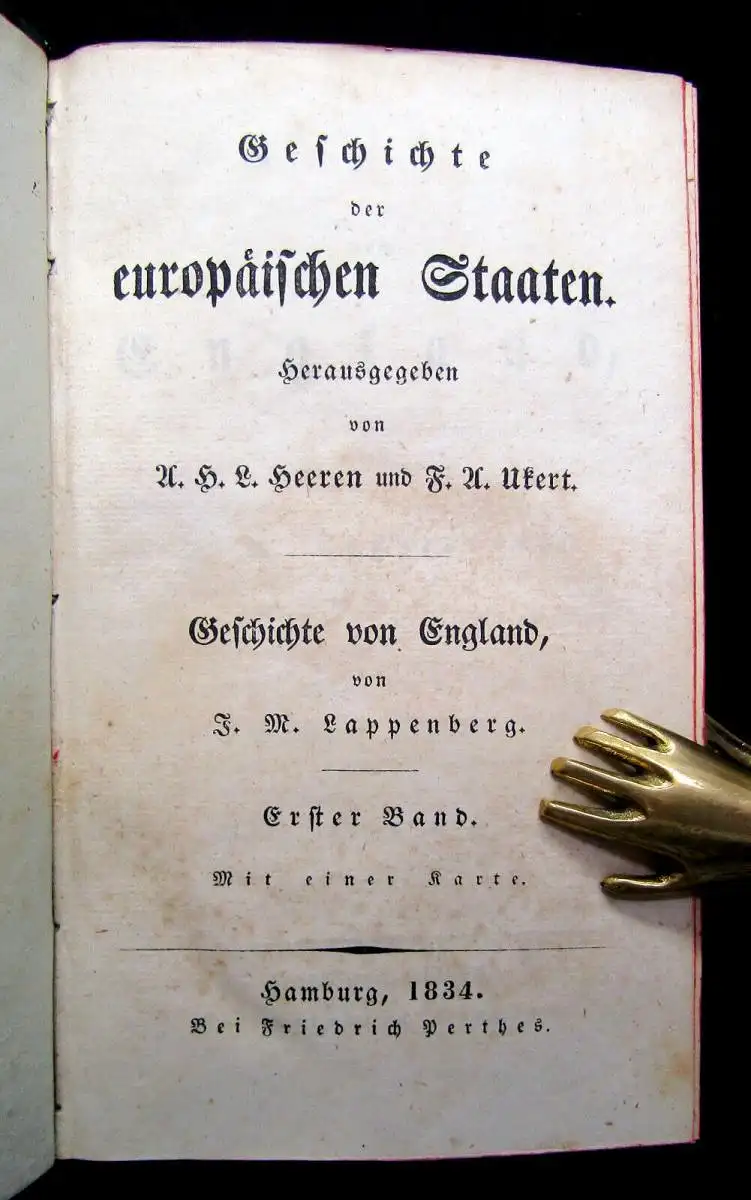 Geſchichte
der
europäiſchen Staaten.
Herausgegeben
von
A. H. L. Heeren und F. A. Ukert.
Geſchichte von England,
von
J. M. Lappenberg.
Erſter Band.
Mit einer Karte.
Hamburg, 1834.
Bei Friedrich Perthes.